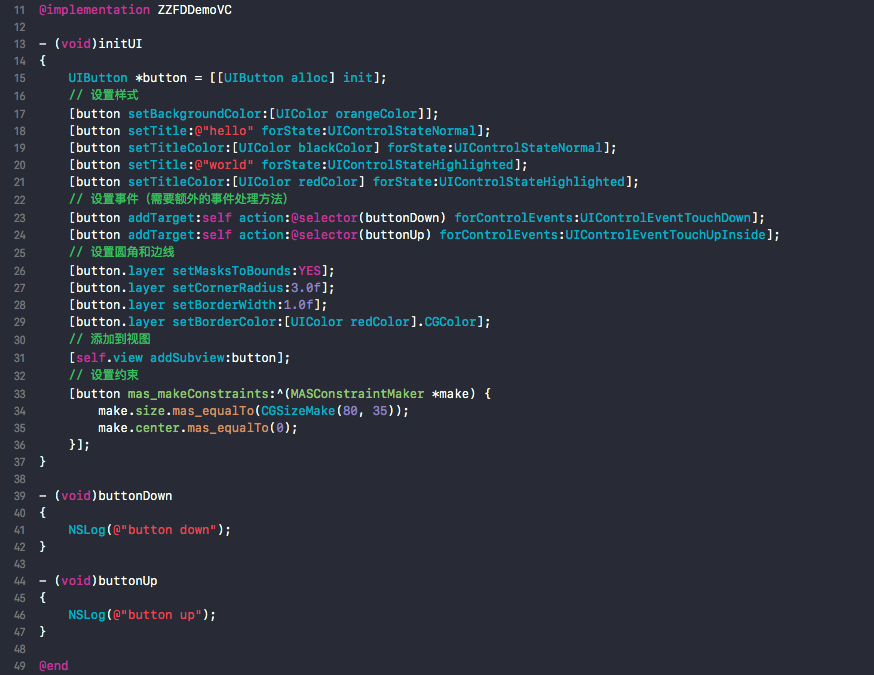 11 @implementation ZZFDDemoVC
12
13 - (void)initUI
14 {
15     UIButton *button = [[UIButton alloc] init];
16     // 设置样式
17     [button setBackgroundColor:[UIColor orangeColor]];
18     [button setTitle:@"hello" forState:UIControlStateNormal];
19     [button setTitleColor:[UIColor blackColor] forState:UIControlStateNormal];
20     [button setTitle:@"world" forState:UIControlStateHighlighted];
21     [button setTitleColor:[UIColor redColor] forState:UIControlStateHighlighted];
22     // 设置事件（需要额外的事件处理方法）
23     [button addTarget:self action:@selector(buttonDown) forControlEvents:UIControlEventTouchDown];
24     [button addTarget:self action:@selector(buttonUp) forControlEvents:UIControlEventTouchUpInside];
25     // 设置圆角和边线
26     [button.layer setMasksToBounds:YES];
27     [button.layer setCornerRadius:3.0f];
28     [button.layer setBorderWidth:1.0f];
29     [button.layer setBorderColor:[UIColor redColor].CGColor];
30     // 添加到视图
31     [self.view addSubview:button];
32     // 设置约束
33     [button mas_makeConstraints:^(MASConstraintMaker *make) {
34         make.size.mas_equalTo(CGSizeMake(80, 35));
35         make.center.mas_equalTo(0);
36     }];
37 }
38
39 - (void)buttonDown
40 {
41     NSLog(@"button down");
42 }
43
44 - (void)buttonUp
45 {
46     NSLog(@"button up");
47 }
48
49 @end